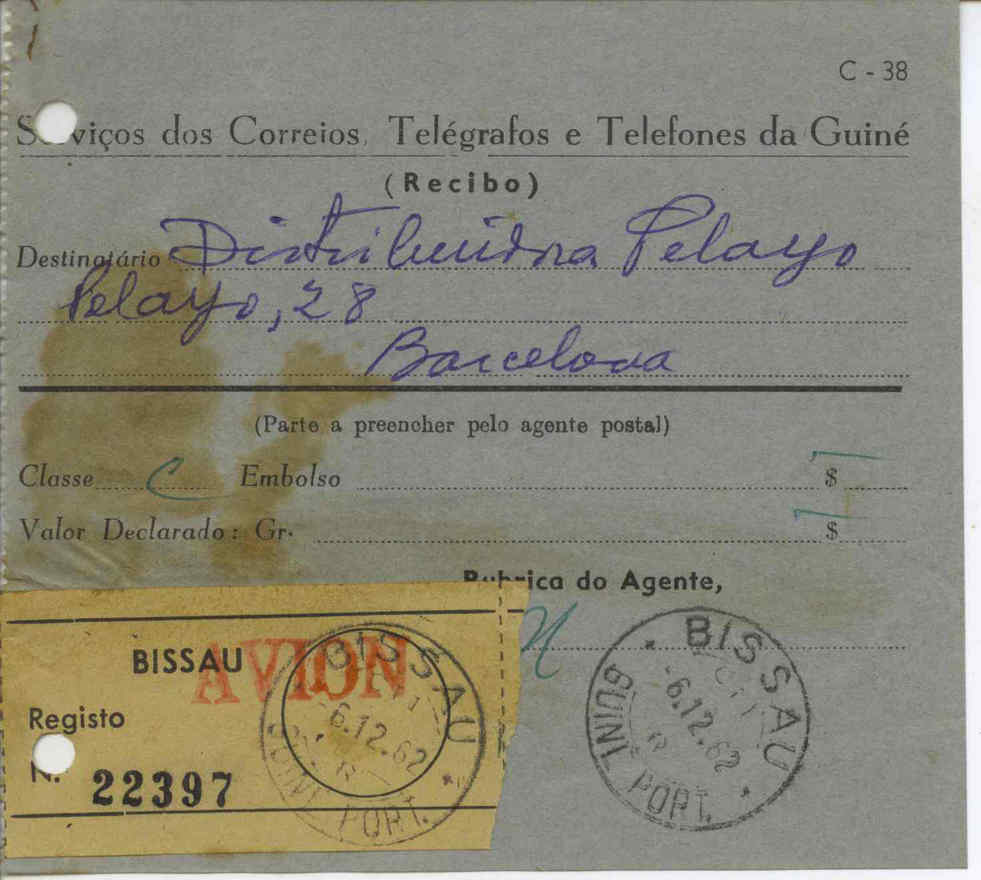 C - 38
S viços dos Correios, Telégrafos e Telefones da Guiné
(Recibo)
Destinatário Distribuidora Pelayo
Pelayo, 28
Barcelona
(Parte a preencher pelo agente postal)
Classe C Embolso $
Valor Declarado: Gr. $
Rubrica do Agente,
BISSAU
AVION
Registo
N. 22397
BISSAU
6.12.62
GUINÉ PORT.
BISSAU
6.12.62
GUINÉ PORT.